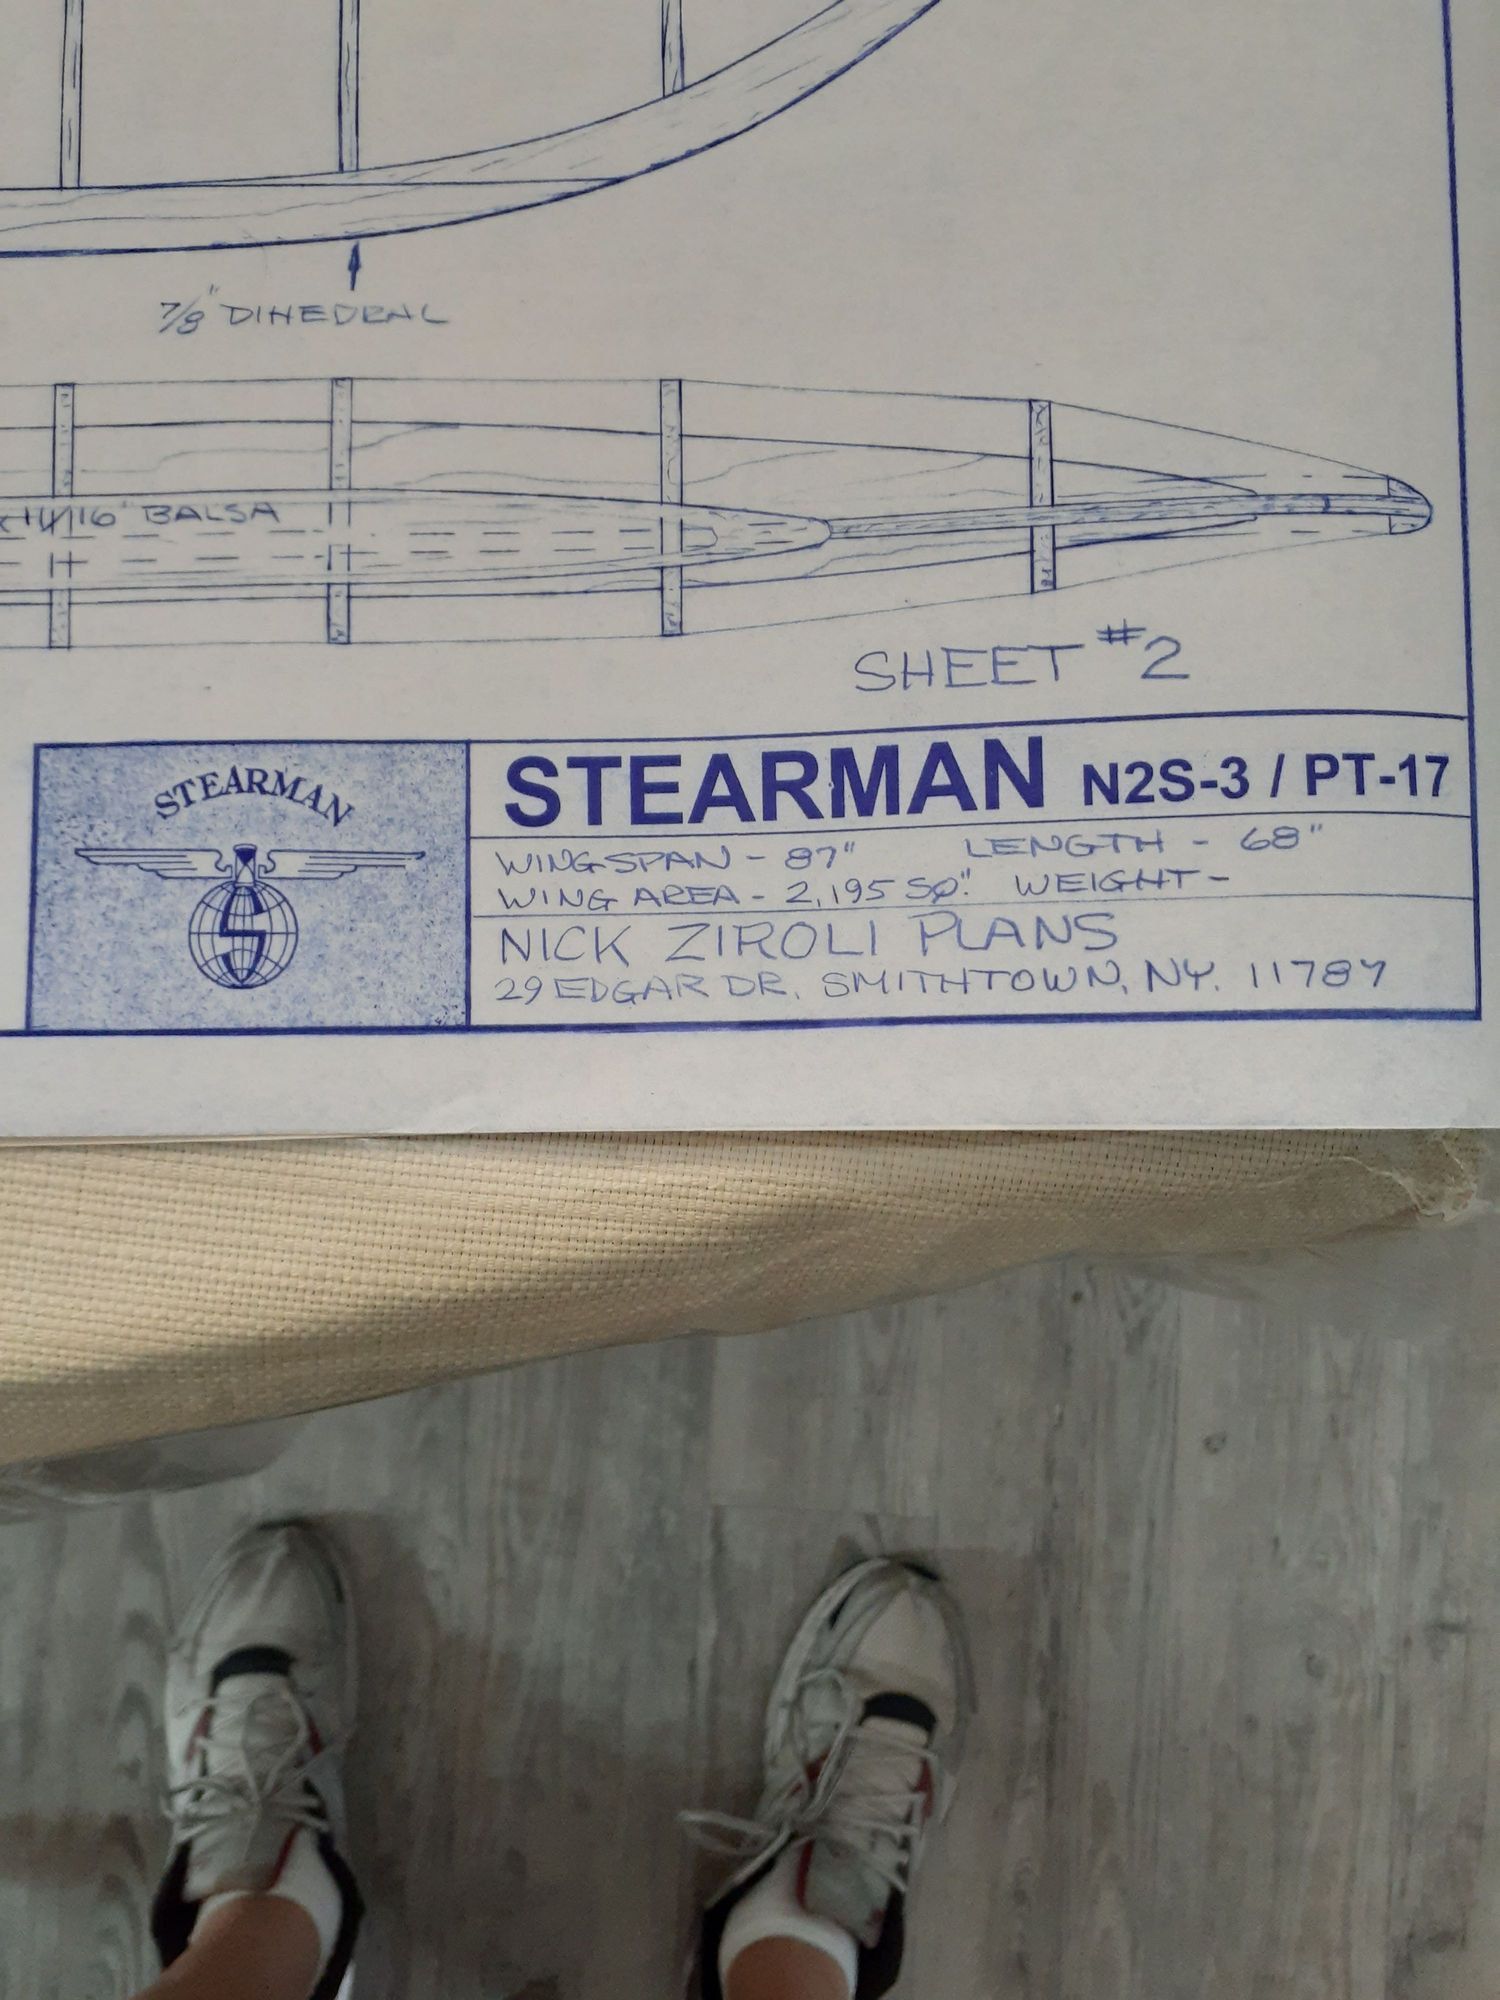 7/8" DIHEDRAL
16" BALSA
SHEET #2
STEARMAN
STEARMAN N2S-3 / PT-17
WINGSPAN - 87" LENGTH - 68"
WING AREA - 2,195 SQ." WEIGHT -
NICK ZIROLI PLANS
29 EDGAR DR. SMITHTOWN, NY. 11787